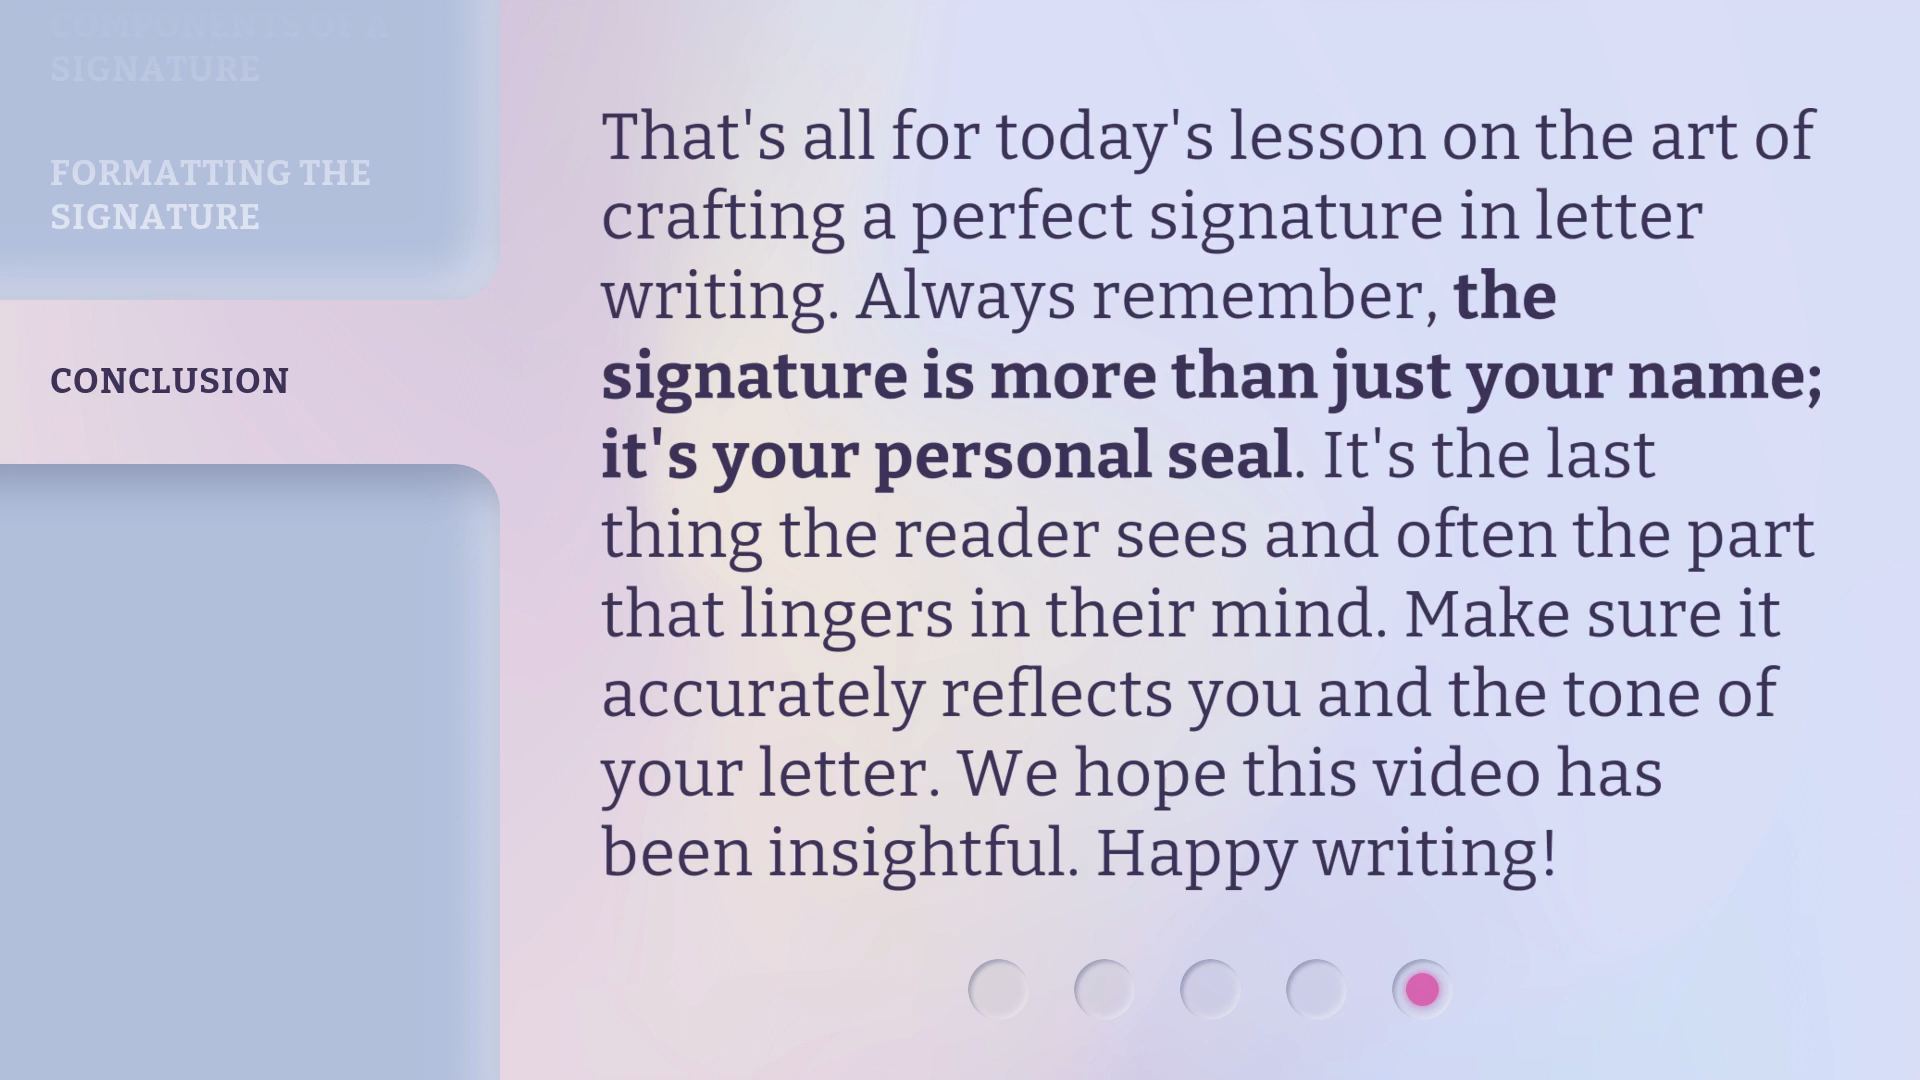 COMPONENTS OF A
SIGNATURE
FORMATTING THE
SIGNATURE
CONCLUSION
That's all for today's lesson on the art of
crafting a perfect signature in letter
writing. Always remember, the
signature is more than just your name;
it's your personal seal. It's the last
thing the reader sees and often the part
that lingers in their mind. Make sure it
accurately reflects you and the tone of
your letter. We hope this video has
been insightful. Happy writing!